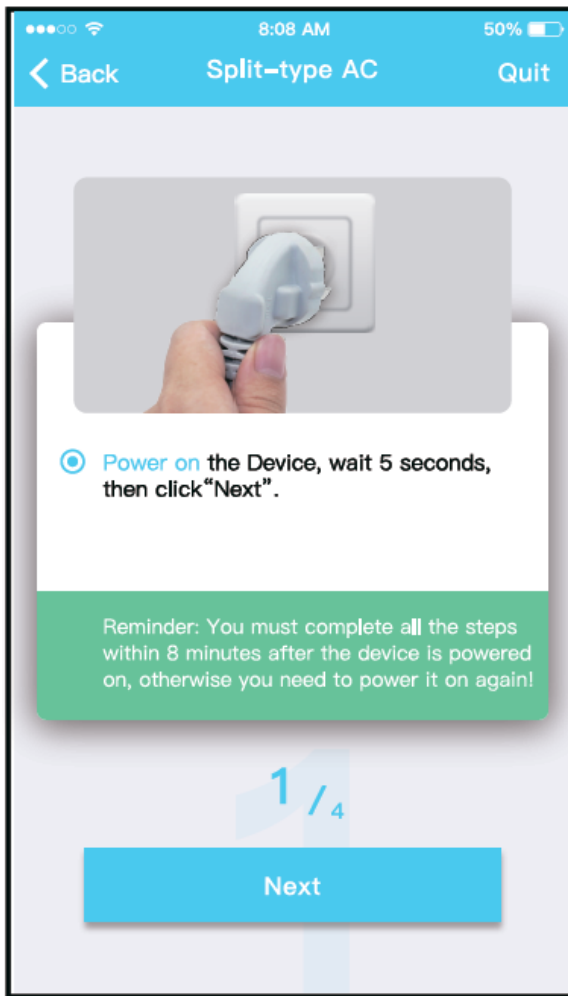 8:08 AM
50%
Back
Split-type AC
Quit
Power on the Device, wait 5 seconds,
then click“Next”.
Reminder: You must complete all the steps
within 8 minutes after the device is powered
on, otherwise you need to power it on again!
1 / 4
Next